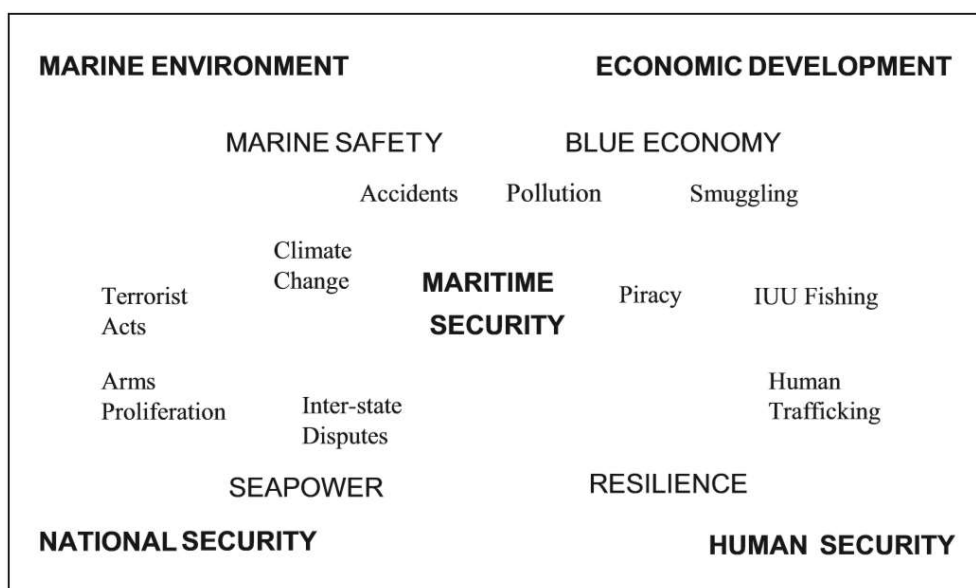 MARINE ENVIRONMENT
ECONOMIC DEVELOPMENT
MARINE SAFETY
BLUE ECONOMY
Accidents
Pollution
Smuggling
Climate
Change
MARITIME
SECURITY
Piracy
IUU Fishing
Terrorist
Acts
Arms
Proliferation
Inter-state
Disputes
Human
Trafficking
SEAPOWER
RESILIENCE
NATIONAL SECURITY
HUMAN SECURITY